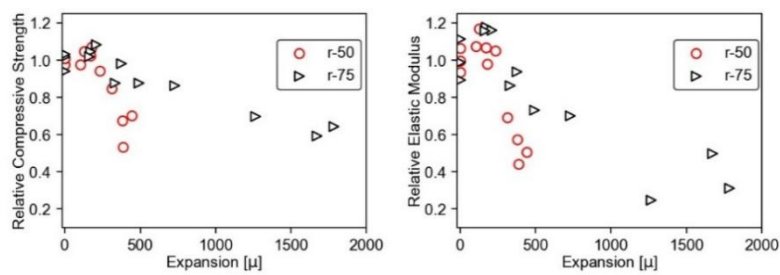 Relative Compressive Strength
1.2
1.0
0.8
0.6
0.4
0.2
r-50
r-75
0
500
1000
1500
2000
Expansion [μ]
Relative Elastic Modulus
1.2
1.0
0.8
0.6
0.4
0.2
r-50
r-75
0
500
1000
1500
2000
Expansion [μ]